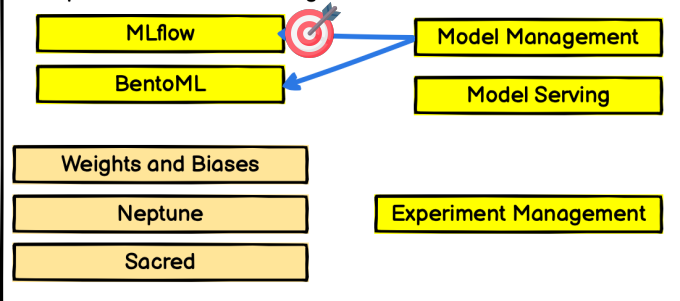 MLflow
Model Management
BentoML
Model Serving
Weights and Biases
Neptune
Experiment Management
Sacred